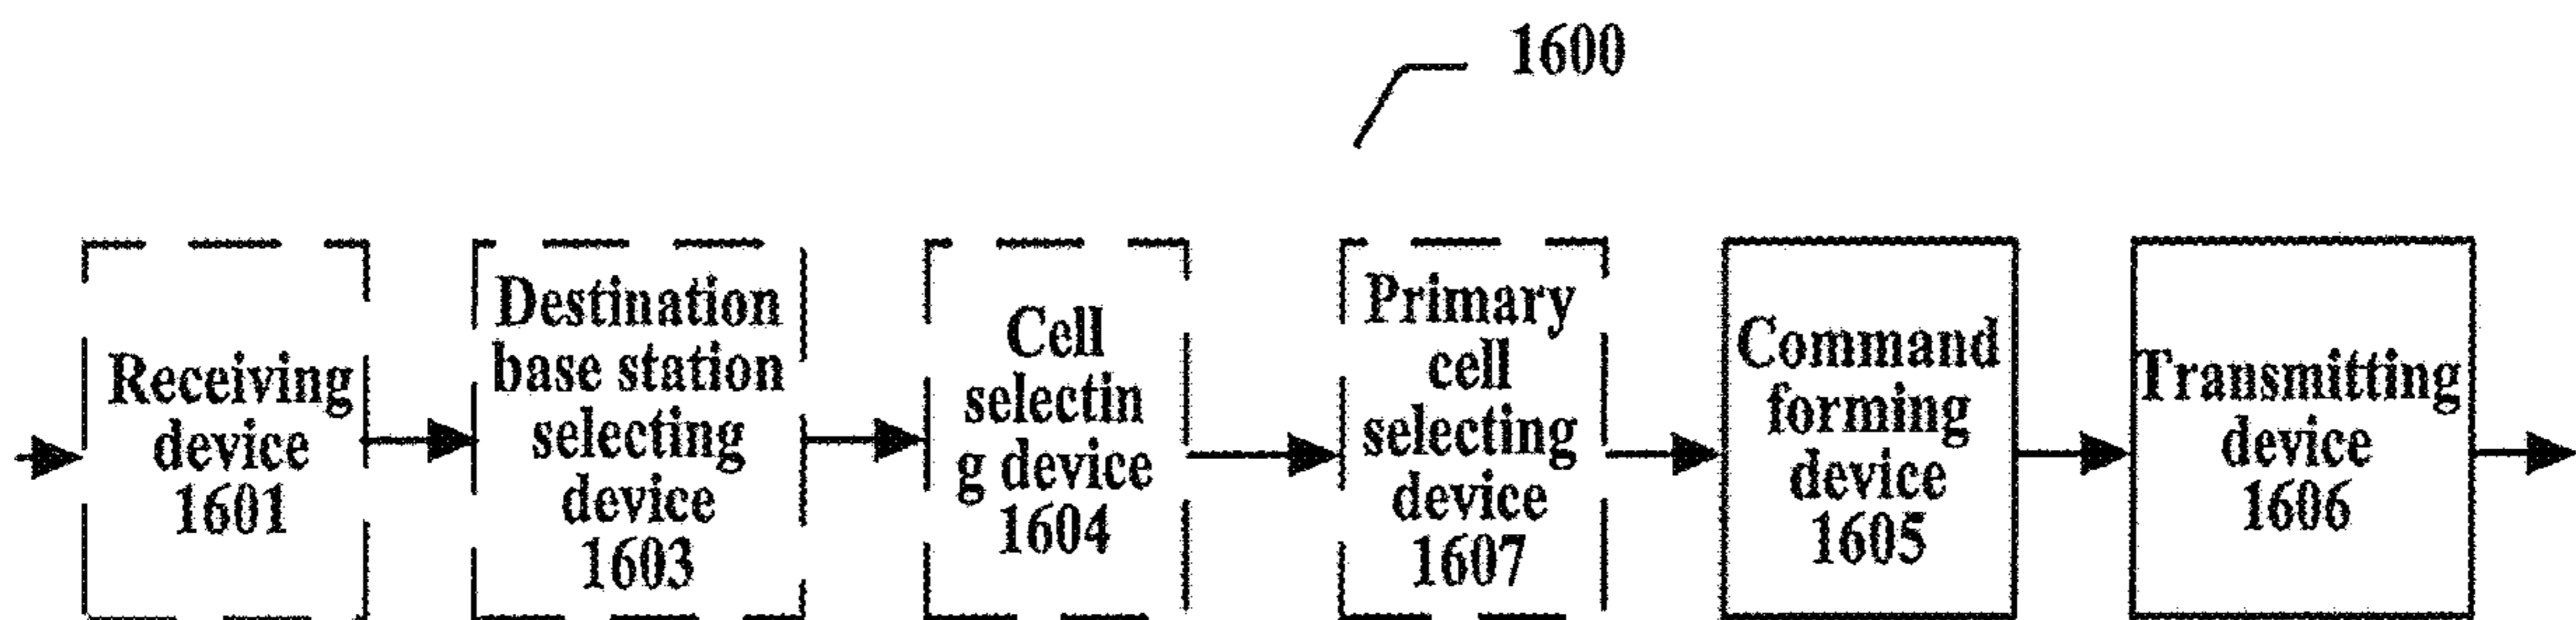 1600
Receiving
device
1601
Destination
base station
selecting
device
1603
Cell
selectin
g device
1604
Primary
cell
selecting
device
1607
Command
forming
device
1605
Transmitting
device
1606